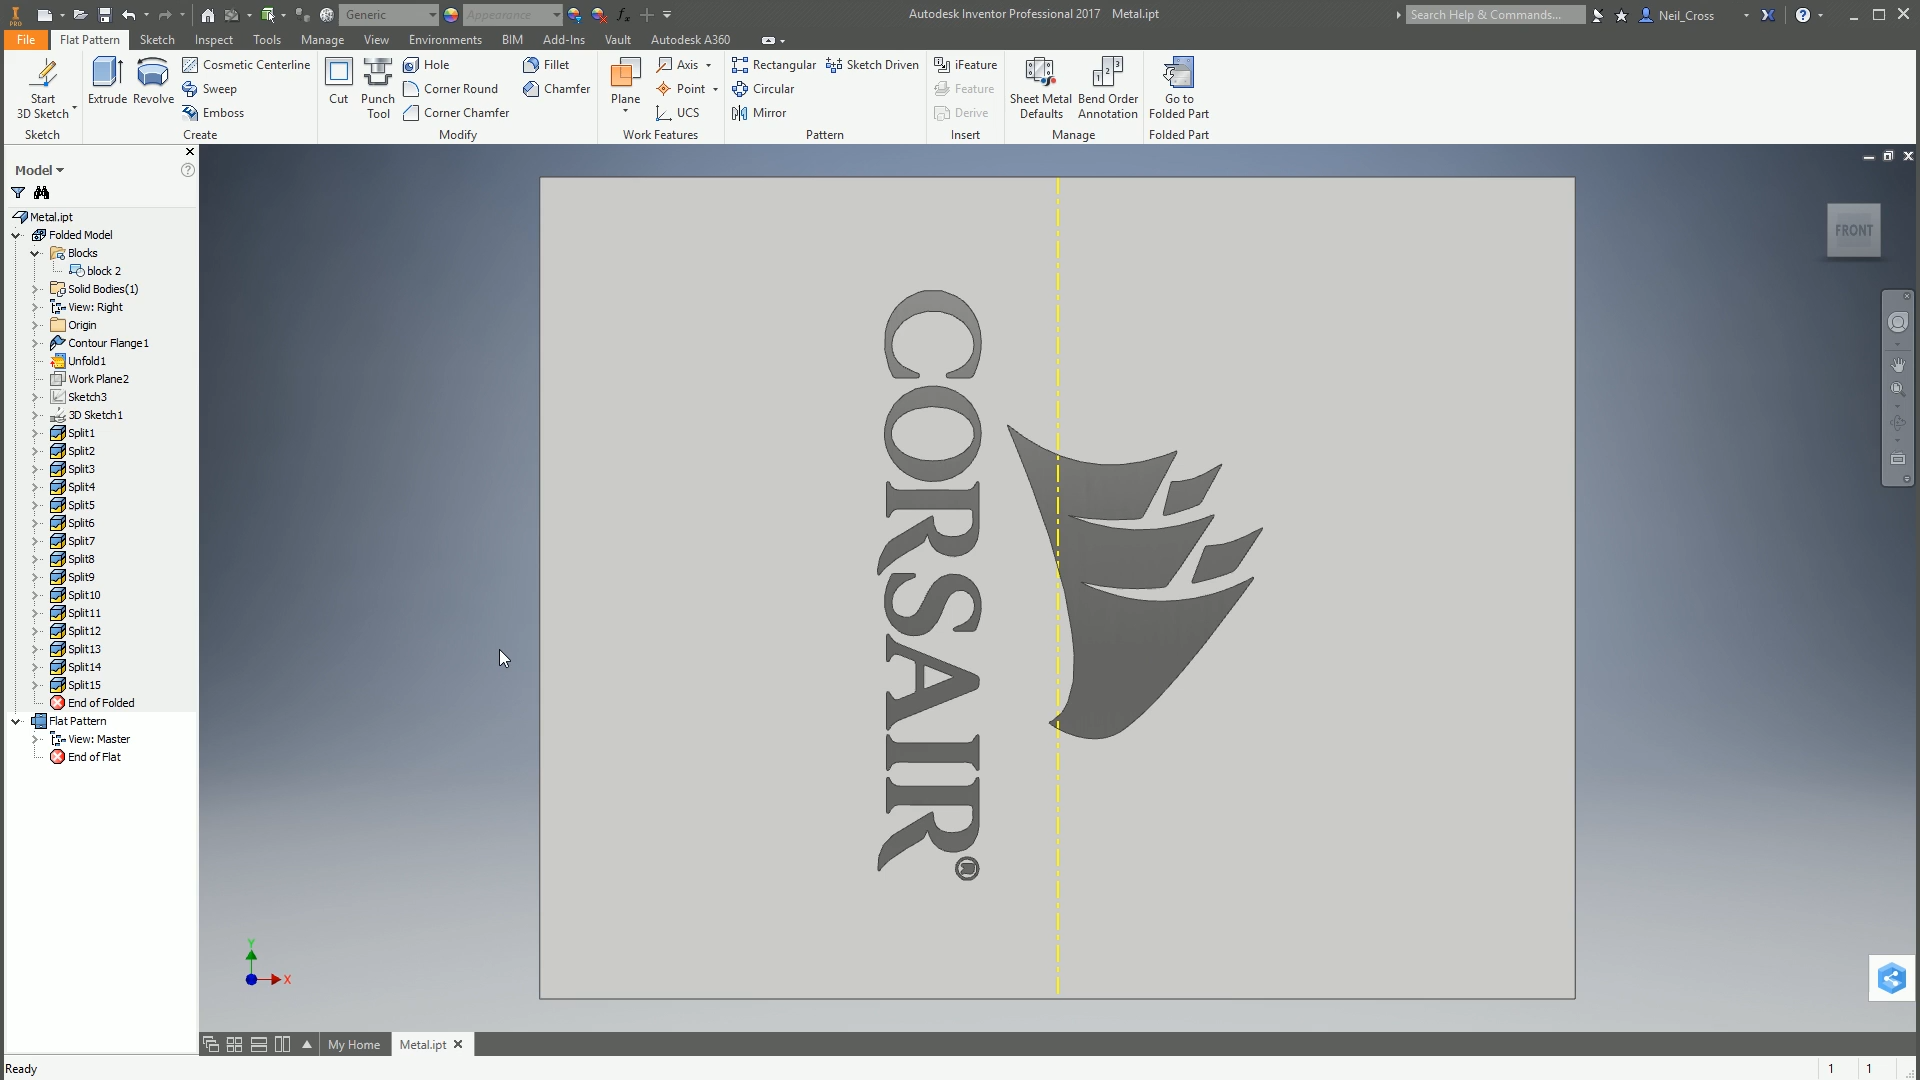 Generic
Appearance
Autodesk Inventor Professional 2017 Metal.ipt
Search Help & Commands...
Neil_Cross
File Flat Pattern Sketch Inspect Tools Manage View Environments BIM Add-Ins Vault Autodesk A360
Start
3D Sketch
Extrude
Revolve
Cosmetic Centerline
Sweep
Emboss
Cut
Punch
Tool
Hole
Corner Round
Corner Chamfer
Fillet
Chamfer
Plane
Axis
Point
UCS
Rectangular
Circular
Mirror
Sketch Driven
iFeature
Feature
Derive
Sheet Metal
Defaults
Bend Order
Annotation
Go to
Folded Part
Sketch Create Modify Work Features Pattern Insert Manage Folded Part
Model
Metal.ipt
Folded Model
Blocks
block 2
Solid Bodies(1)
View: Right
Origin
Contour Flange1
Unfold1
Work Plane2
Sketch3
3D Sketch1
Split1
Split2
Split3
Split4
Split5
Split6
Split7
Split8
Split9
Split10
Split11
Split12
Split13
Split14
Split15
End of Folded
Flat Pattern
View: Master
End of Flat
CORSAIR®
FRONT
Y
X
My Home
Metal.ipt
Ready
1 1